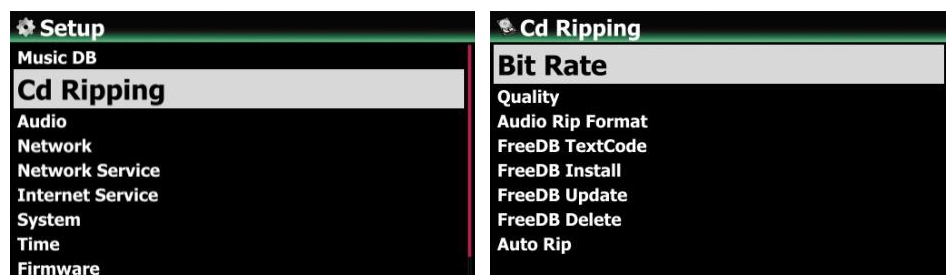 Setup
Music DB
Cd Ripping
Audio
Network
Network Service
Internet Service
System
Time
Firmware
Cd Ripping
Bit Rate
Quality
Audio Rip Format
FreeDB TextCode
FreeDB Install
FreeDB Update
FreeDB Delete
Auto Rip